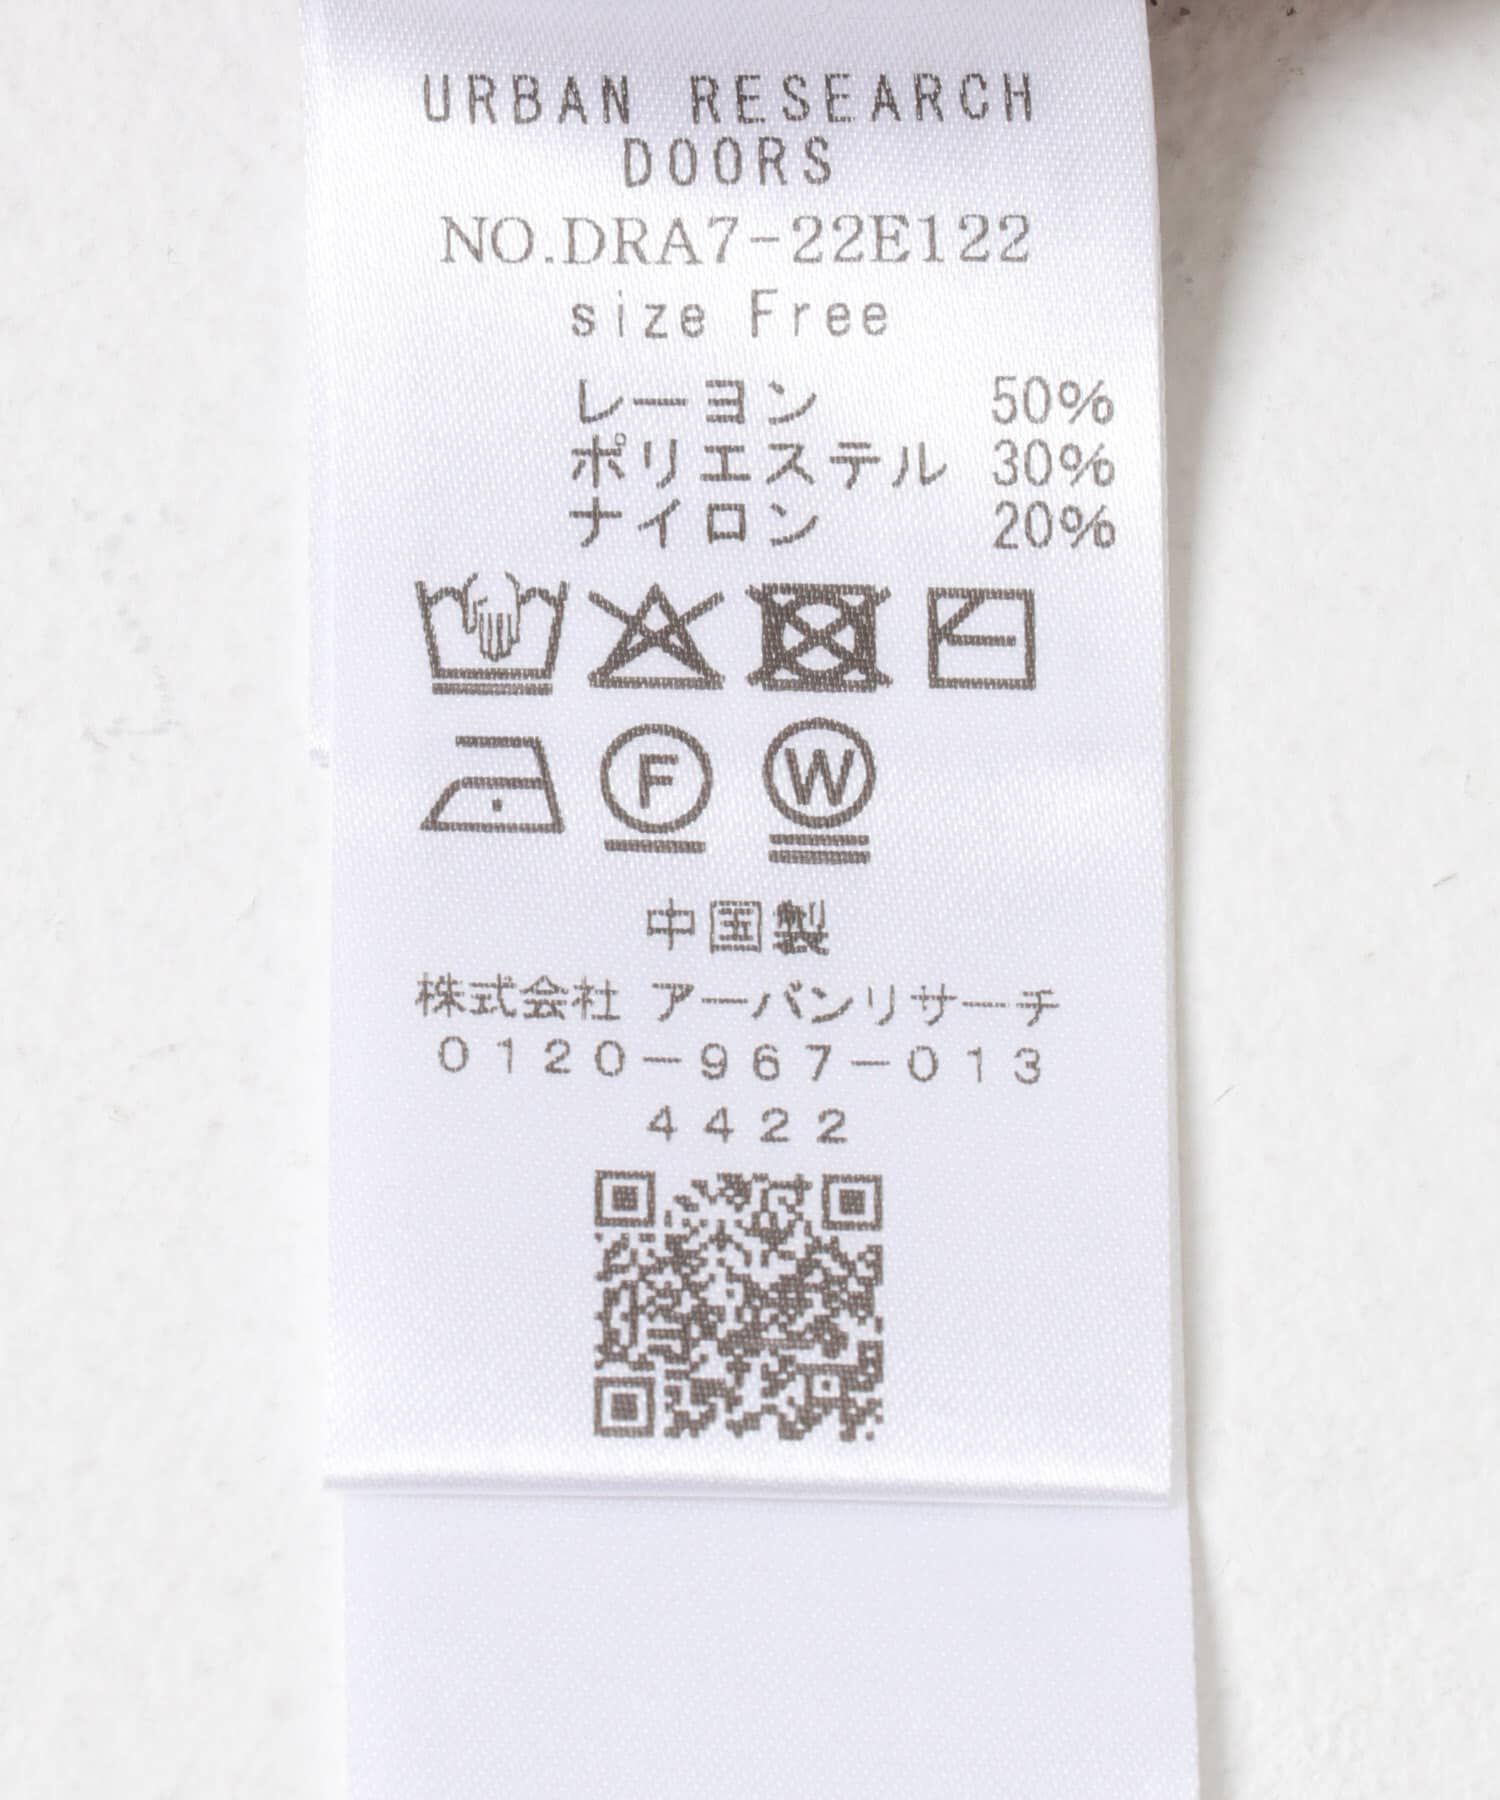 URBAN RESEARCH
DOORS
NO.DRA7-22E122
size Free
レーヨン 50%
ポリエステル 30%
ナイロン 20%
F W
中国製
株式会社 アーバンリサーチ
0120-967-013
4422